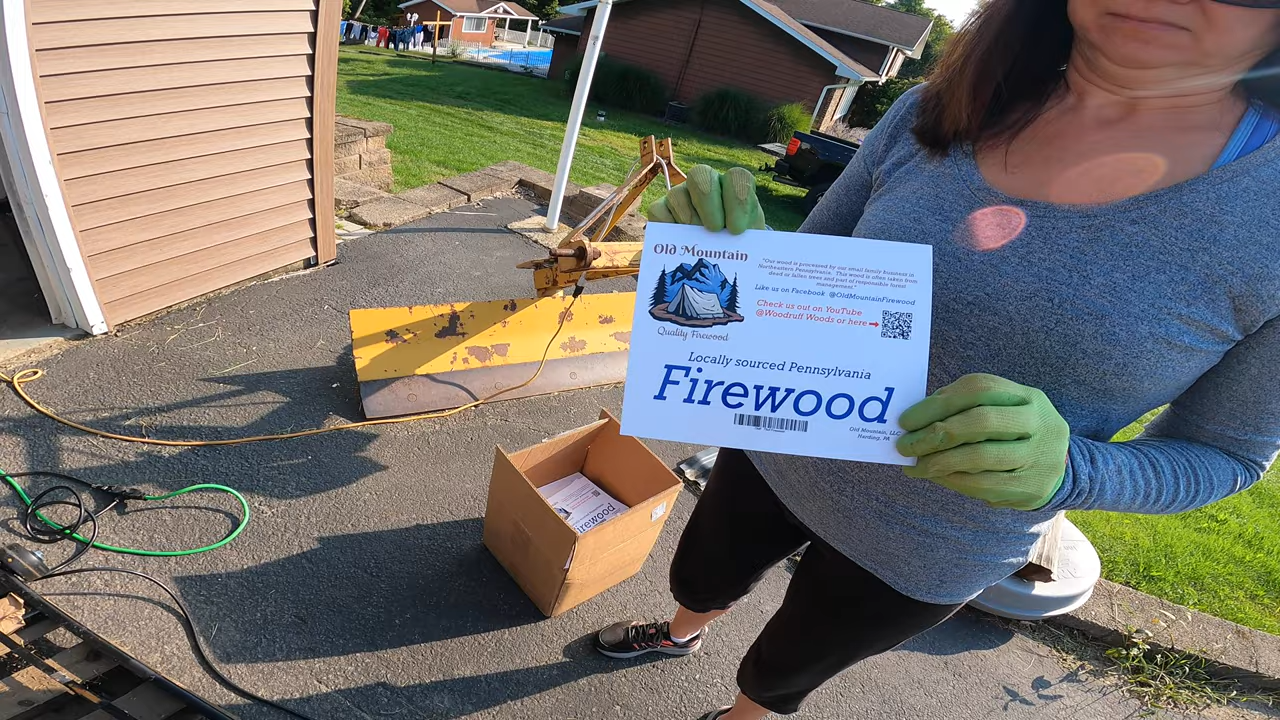 Old Mountain
Quality Firewood
"Our wood is processed by our small family business in
Northeastern Pennsylvania. This wood is often taken from
dead or fallen trees and part of responsible forest
management."
Like us on Facebook @OldMountainFirewood
Check us out on YouTube
@Woodruff Woods or here
Locally sourced Pennsylvania
Firewood
Old Mountain, LLC
Harding, PA
irewood